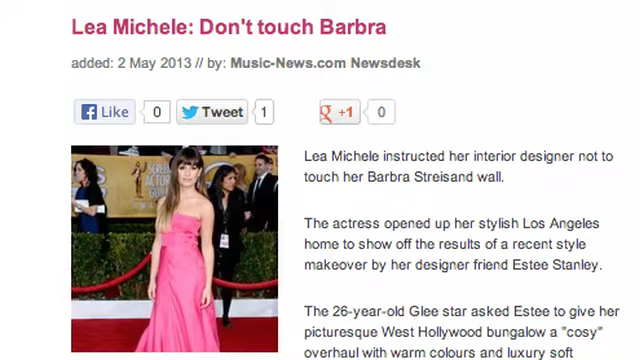 Lea Michele: Don't touch Barbra
added: 2 May 2013 // by: Music-News.com Newsdesk
Like 0 Tweet 1 +1 0
SCREEN
ACTORS
Lea Michele instructed her interior designer not to
touch her Barbra Streisand wall.
The actress opened up her stylish Los Angeles
home to show off the results of a recent style
makeover by her designer friend Estee Stanley.
The 26-year-old Glee star asked Estee to give her
picturesque West Hollywood bungalow a "cosy"
overhaul with warm colours and luxury soft